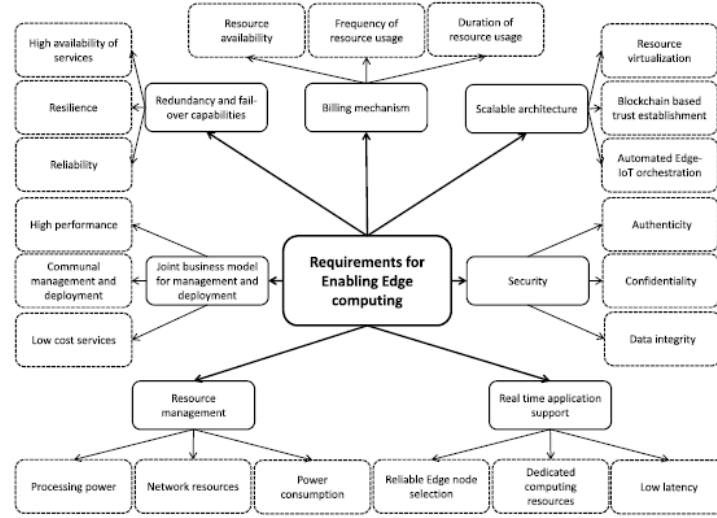 High availability of
services
Resource
availability
Frequency of
resource usage
Duration of
resource usage
Resource
virtualization
Resilience
Redundancy and fail-
over capabilities
Billing mechanism
Scalable architecture
Blockchain based
trust establishment
Reliability
Automated Edge-
IoT orchestration
High performance
Authenticity
Communal
management and
deployment
Joint business model
for management and
deployment
Requirements for
Enabling Edge
computing
Security
Confidentiality
Low cost services
Data integrity
Resource
management
Real time application
support
Processing power
Network resources
Power
consumption
Reliable Edge node
selection
Dedicated
computing
resources
Low latency